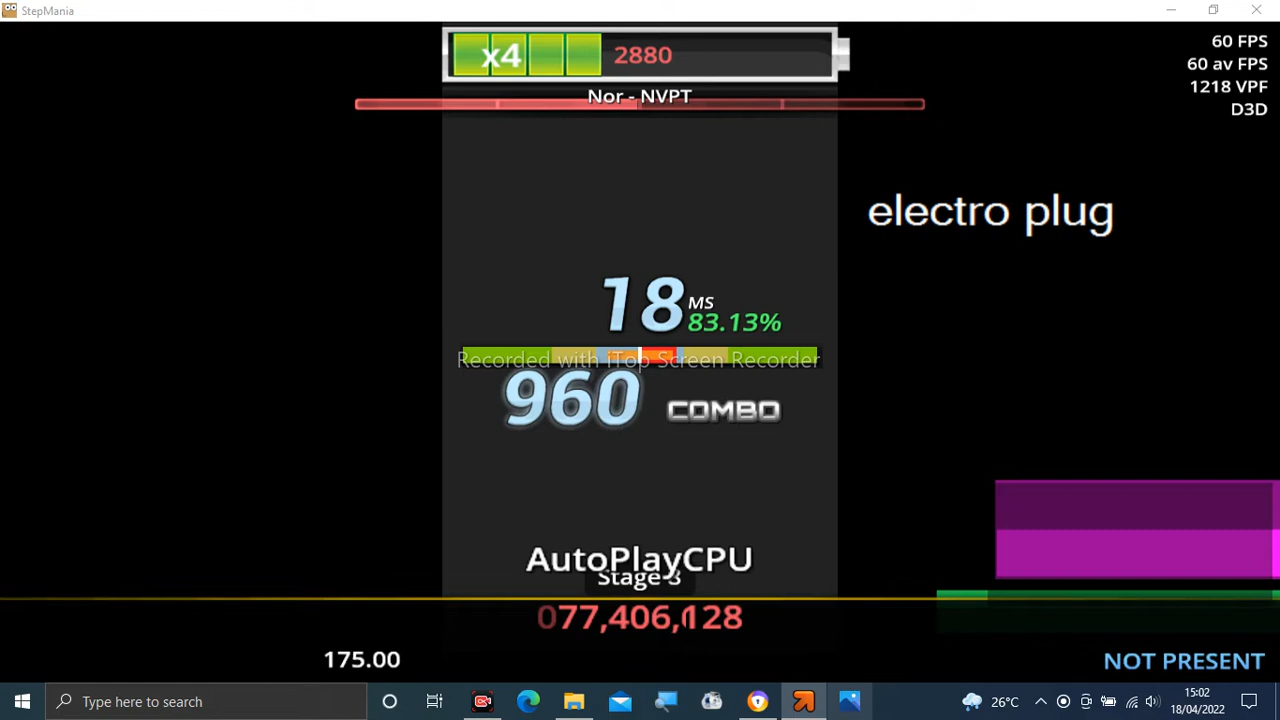 StepMania
60 FPS
60 av FPS
1218 VPF
D3D
x4
2880
Nor - NVPT
electro plug
18 MS
83.13%
Recorded with iTop Screen Recorder
960 COMBO
AutoPlayCPU
Stage 3
077,406,128
175.00
NOT PRESENT
Type here to search
26°C
15:02
18/04/2022